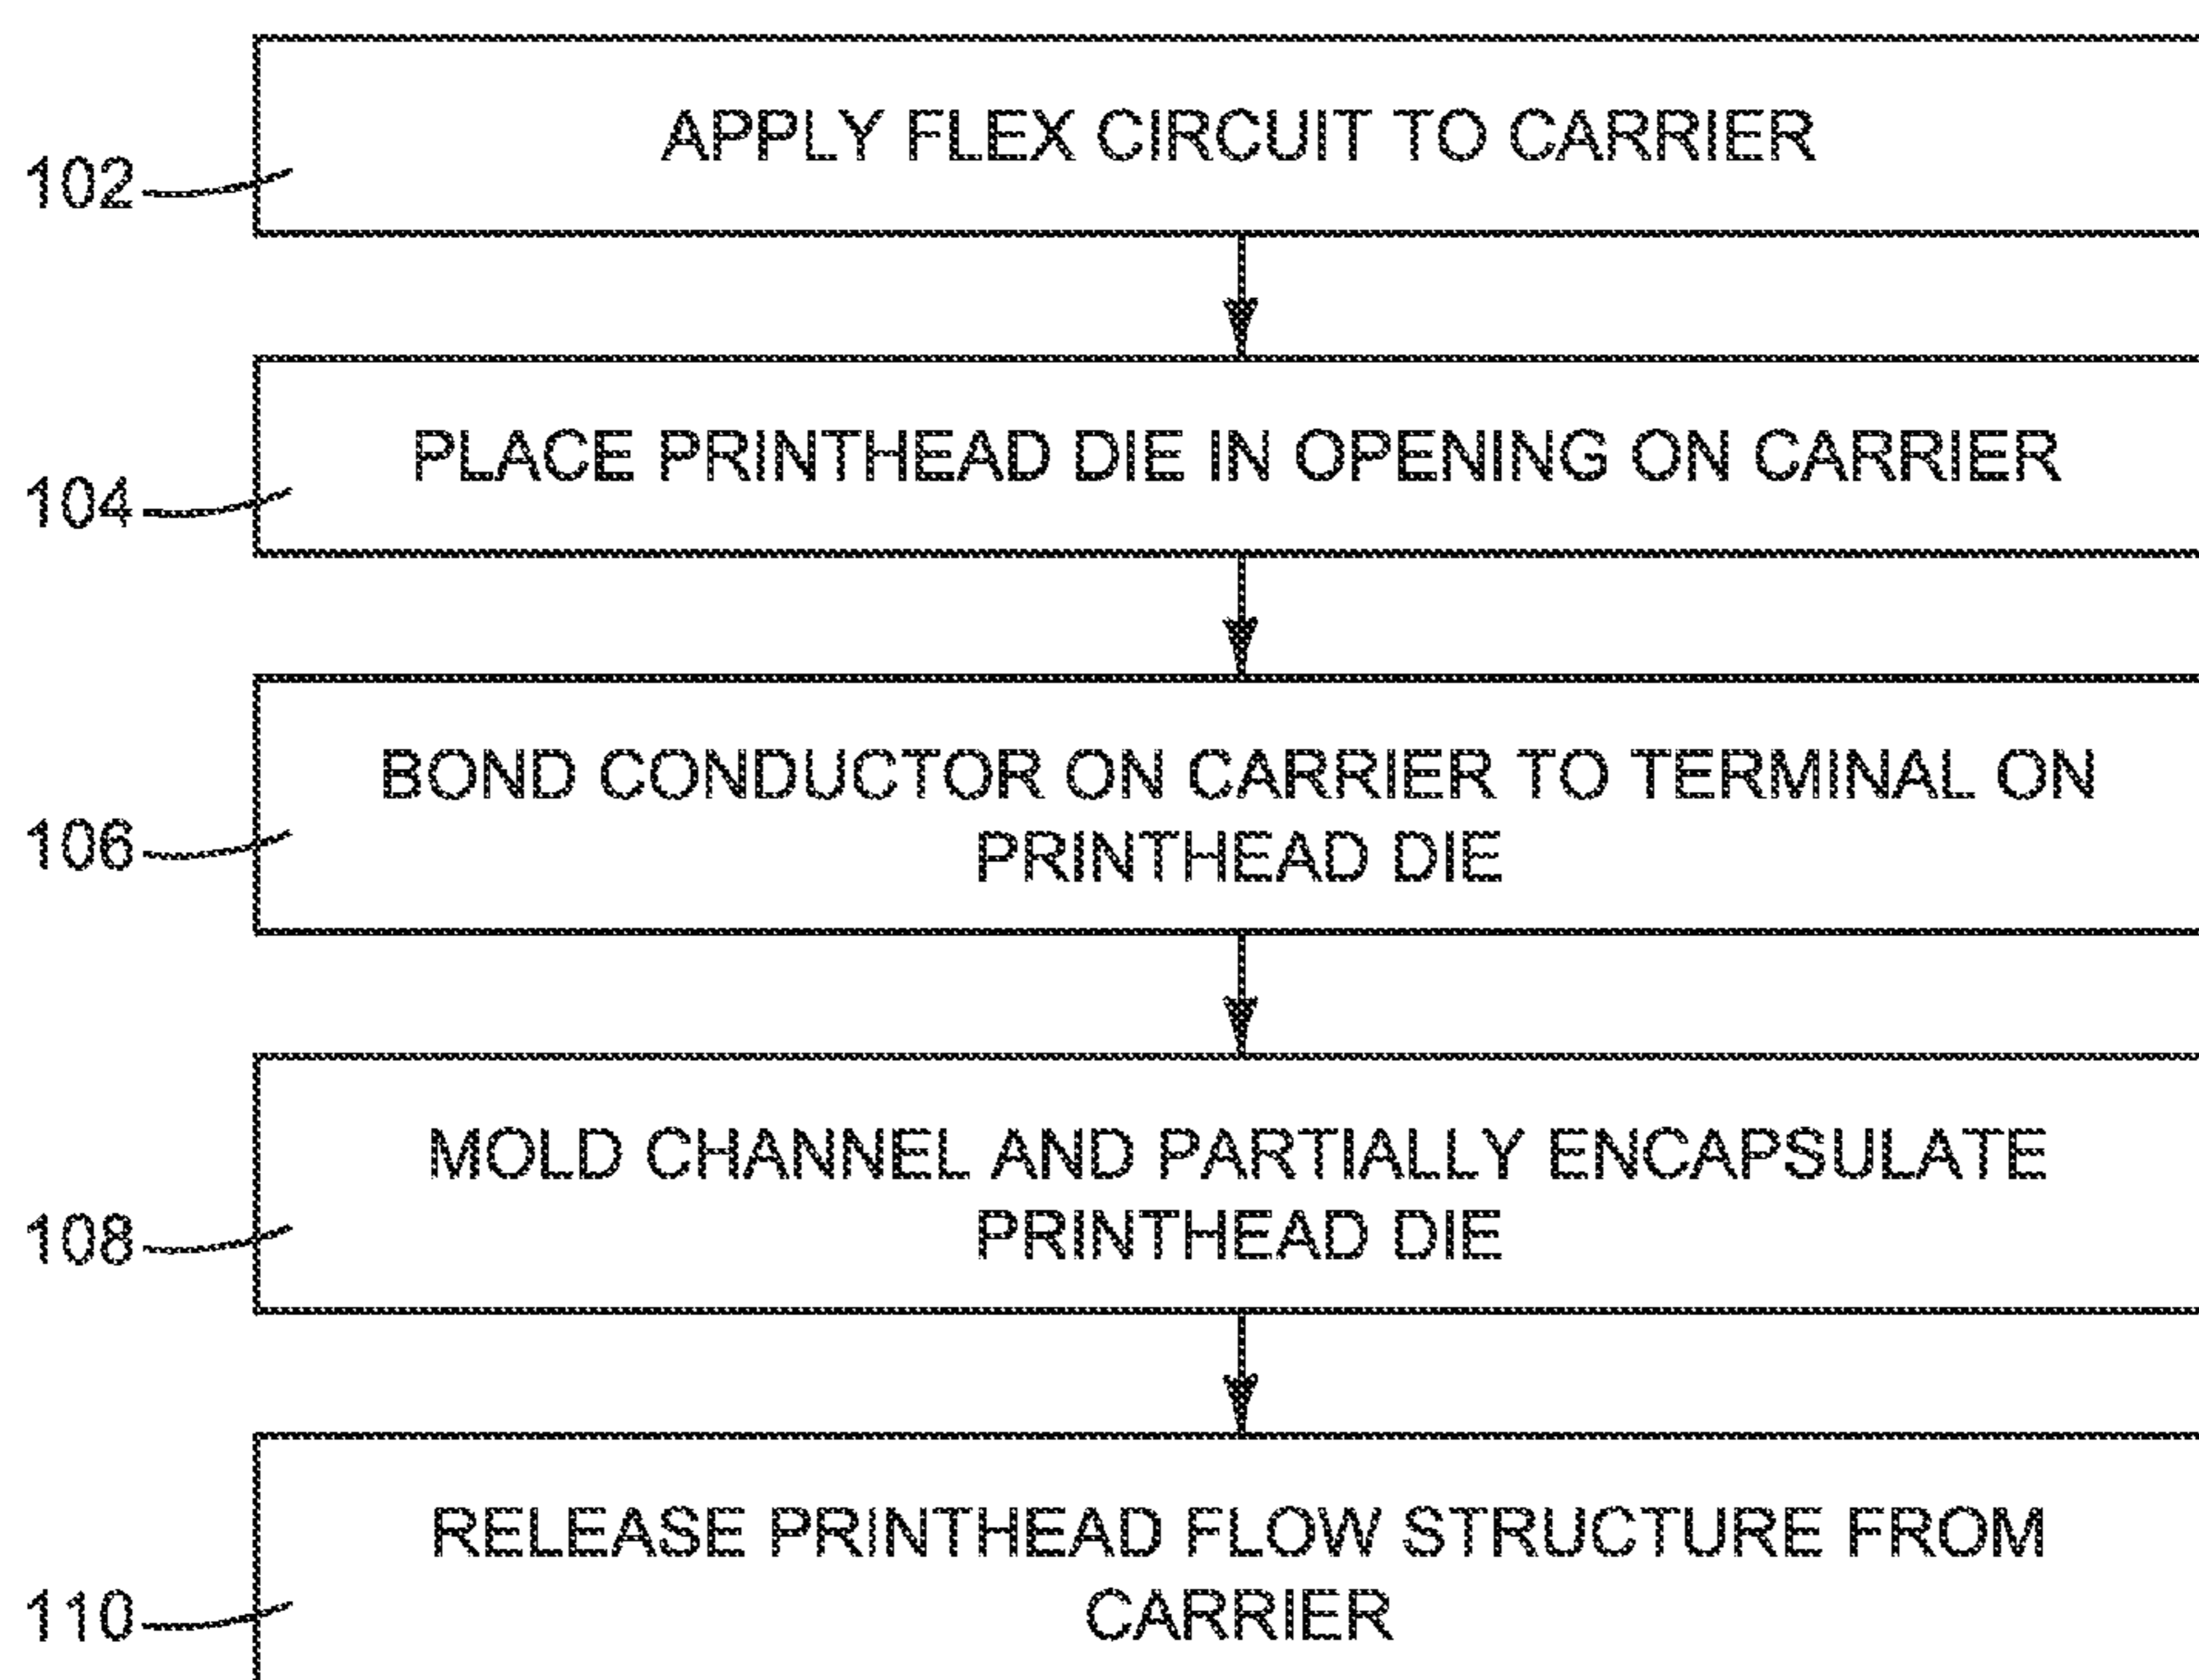 APPLY FLEX CIRCUIT TO CARRIER
102
PLACE PRINTHEAD DIE IN OPENING ON CARRIER
104
BOND CONDUCTOR ON CARRIER TO TERMINAL ON
PRINTHEAD DIE
106
MOLD CHANNEL AND PARTIALLY ENCAPSULATE
PRINTHEAD DIE
108
RELEASE PRINTHEAD FLOW STRUCTURE FROM
CARRIER
110